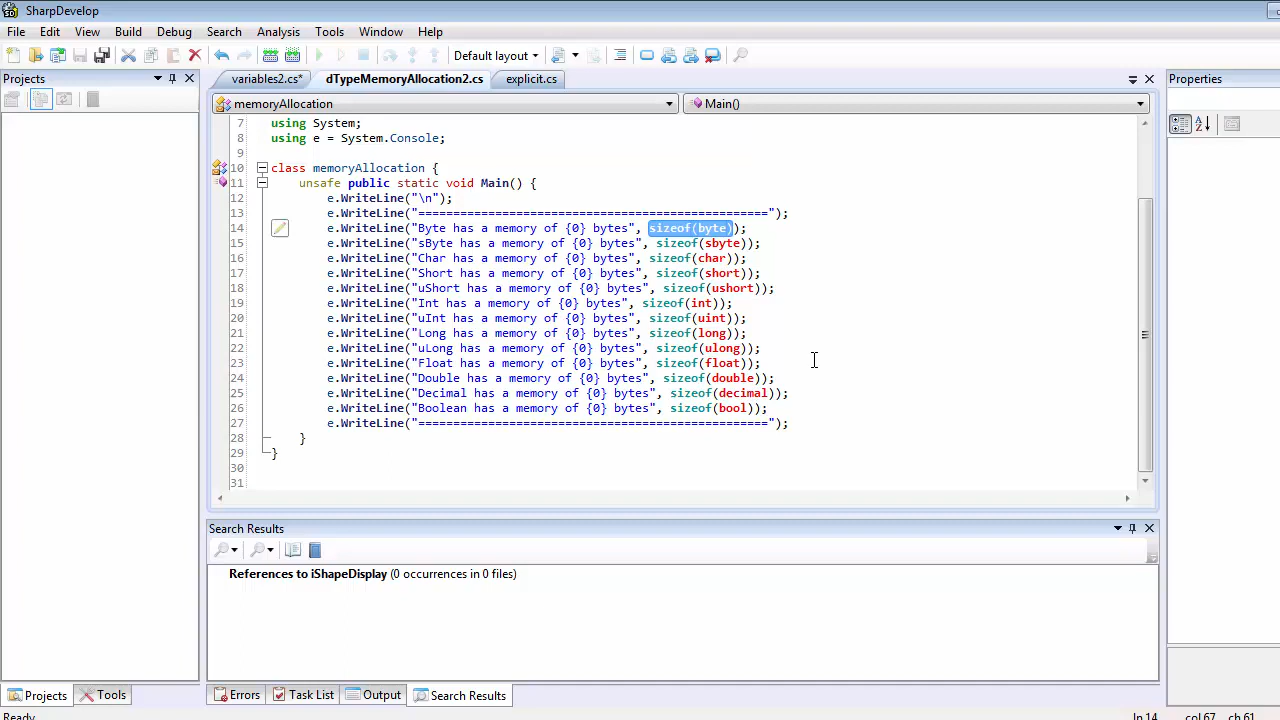 SharpDevelop
File Edit View Build Debug Search Analysis Tools Window Help
Default layout
Projects
variables2.cs* dTypeMemoryAllocation2.cs explicit.cs
Properties
memoryAllocation Main()
7 using System;
8 using e = System.Console;
9
10 class memoryAllocation {
11 unsafe public static void Main() {
12 e.WriteLine("\n");
13 e.WriteLine("==================================================");
14 e.WriteLine("Byte has a memory of {0} bytes", sizeof(byte));
15 e.WriteLine("sByte has a memory of {0} bytes", sizeof(sbyte));
16 e.WriteLine("Char has a memory of {0} bytes", sizeof(char));
17 e.WriteLine("Short has a memory of {0} bytes", sizeof(short));
18 e.WriteLine("uShort has a memory of {0} bytes", sizeof(ushort));
19 e.WriteLine("Int has a memory of {0} bytes", sizeof(int));
20 e.WriteLine("uInt has a memory of {0} bytes", sizeof(uint));
21 e.WriteLine("Long has a memory of {0} bytes", sizeof(long));
22 e.WriteLine("uLong has a memory of {0} bytes", sizeof(ulong));
23 e.WriteLine("Float has a memory of {0} bytes", sizeof(float));
24 e.WriteLine("Double has a memory of {0} bytes", sizeof(double));
25 e.WriteLine("Decimal has a memory of {0} bytes", sizeof(decimal));
26 e.WriteLine("Boolean has a memory of {0} bytes", sizeof(bool));
27 e.WriteLine("==================================================");
28 }
29 }
30
31
Search Results
References to iShapeDisplay (0 occurrences in 0 files)
Projects Tools Errors Task List Output Search Results
Ready ln 14 col 67 ch 61